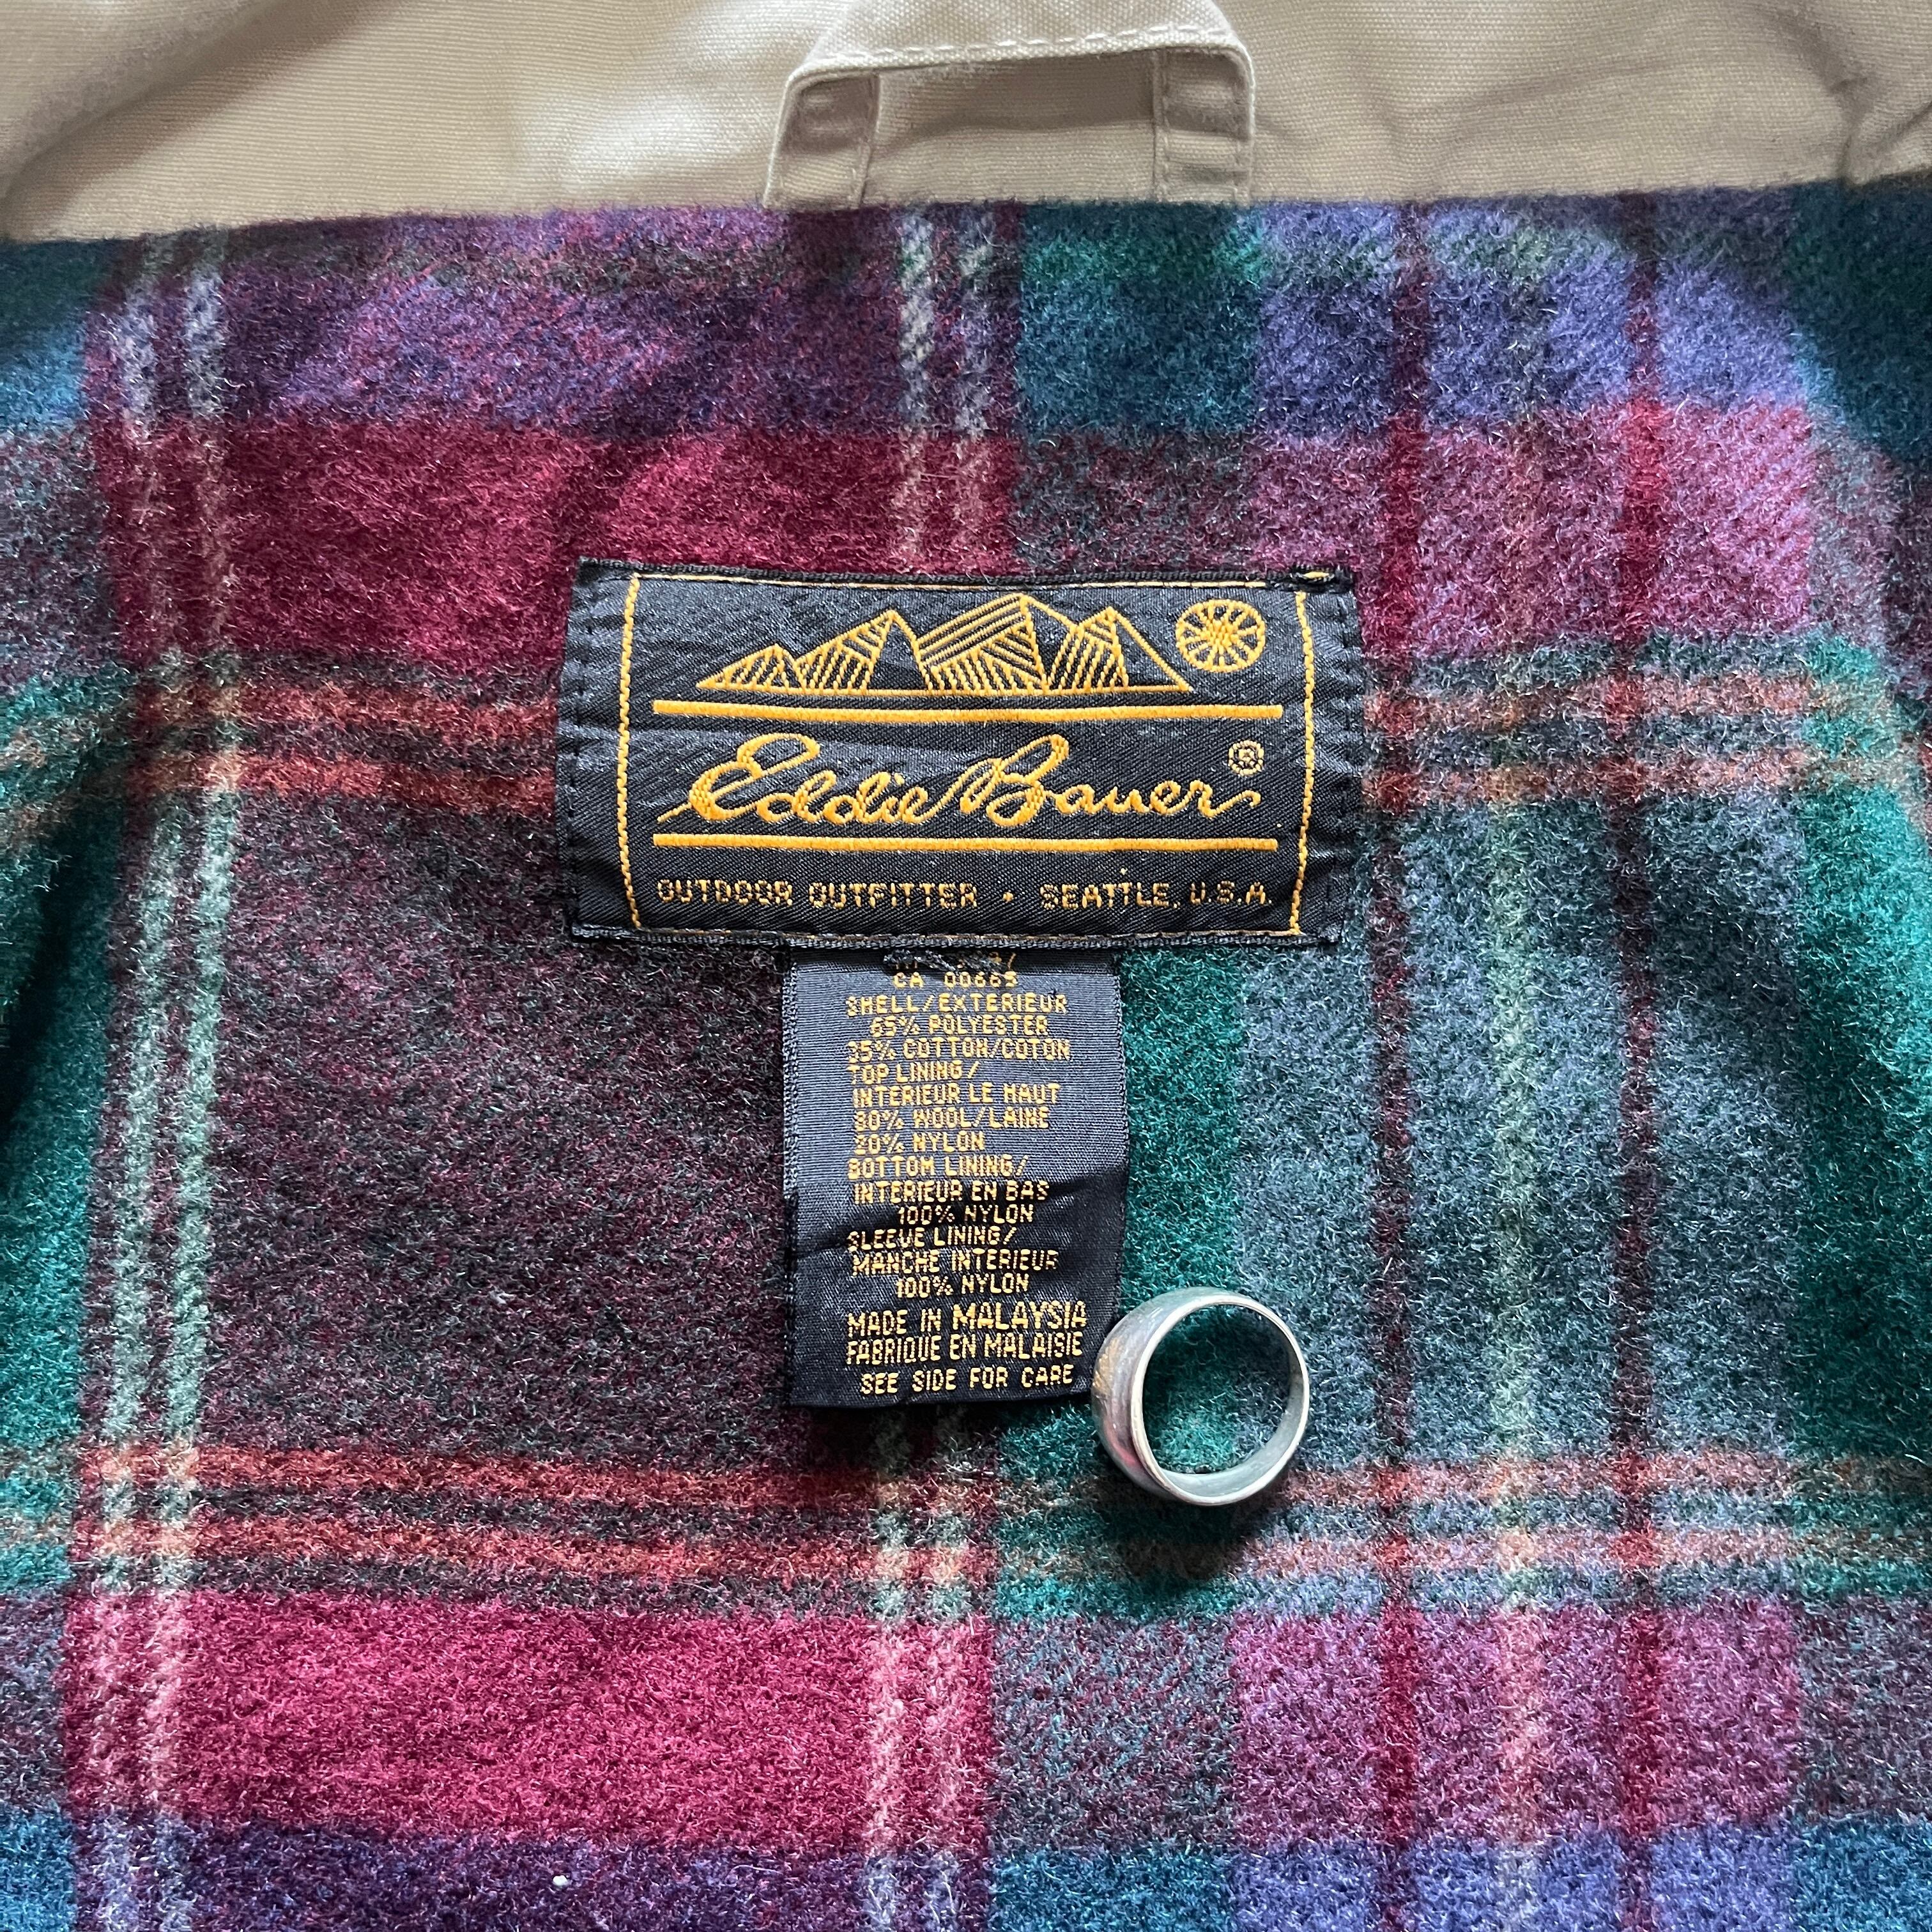 Eddie Bauer®
OUTDOOR OUTFITTER • SEATTLE, U.S.A.
CA 00665
SHELL/EXTERIEUR
65% POLYESTER
35% COTTON/COTON
TOP LINING/
INTERIEUR LE HAUT
80% WOOL/LAINE
20% NYLON
BOTTOM LINING/
INTERIEUR EN BAS
100% NYLON
SLEEVE LINING/
MANCHE INTERIEUR
100% NYLON
MADE IN MALAYSIA
FABRIQUE EN MALAISIE
SEE SIDE FOR CARE